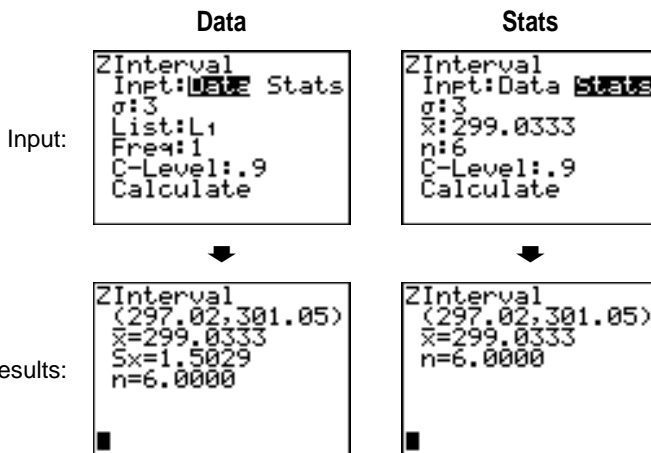 Data
Stats
Input:
ZInterval
Inpt:Data Stats
σ:3
List:L1
Freq:1
C-Level:.9
Calculate
ZInterval
Inpt:Data Stats
σ:3
x̄:299.0333
n:6
C-Level:.9
Calculate
esults:
ZInterval
(297.02,301.05)
x̄=299.0333
Sx=1.5029
n=6.0000
ZInterval
(297.02,301.05)
x̄=299.0333
n=6.0000